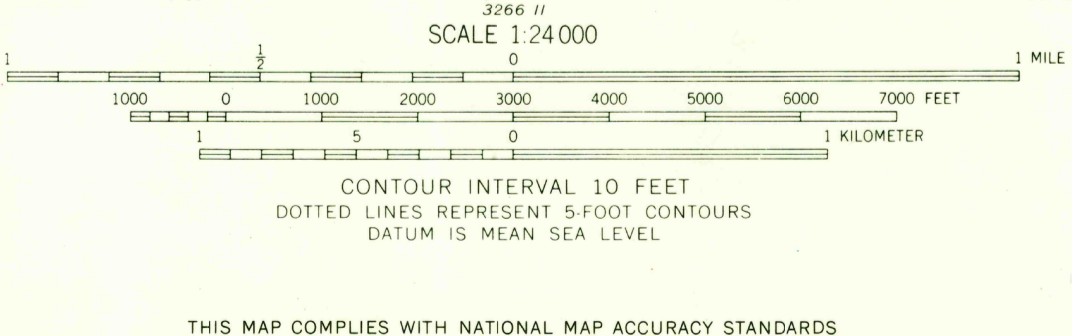 3266 II
SCALE 1:24 000
1 ½ 0 1 MILE
1000 0 1000 2000 3000 4000 5000 6000 7000 FEET
1 5 0 1 KILOMETER
CONTOUR INTERVAL 10 FEET
DOTTED LINES REPRESENT 5-FOOT CONTOURS
DATUM IS MEAN SEA LEVEL
THIS MAP COMPLIES WITH NATIONAL MAP ACCURACY STANDARDS